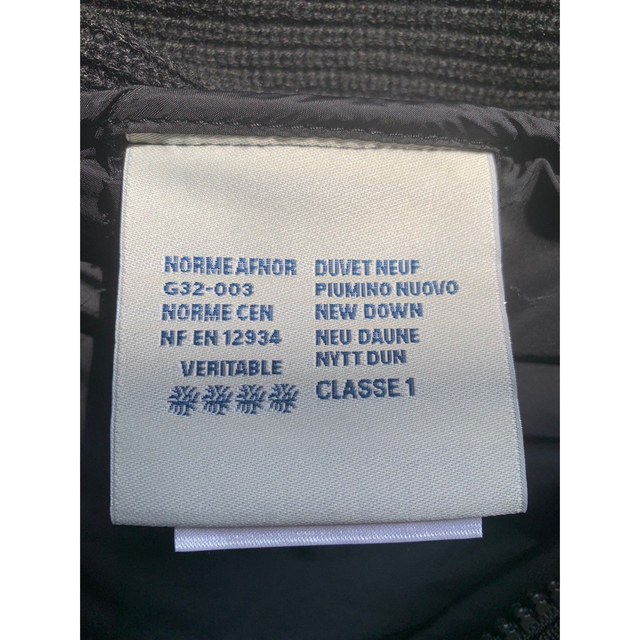 NORME AFNOR
G32-003
NORME CEN
NF EN 12934
VERITABLE
DUVET NEUF
PIUMINO NUOVO
NEW DOWN
NEU DAUNE
NYTT DUN
CLASSE 1